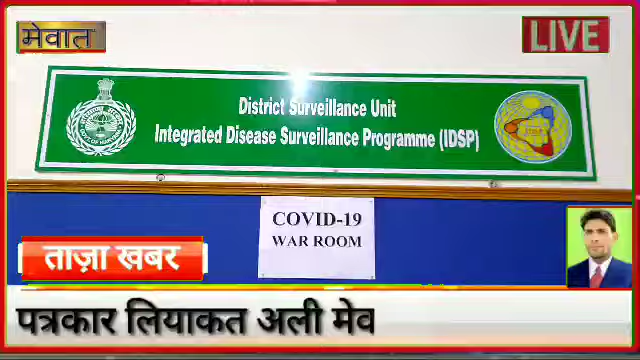 मेवात
LIVE
District Surveillance Unit
Integrated Disease Surveillance Programme (IDSP)
COVID-19
WAR ROOM
ताज़ा खबर
पत्रकार लियाकत अली मेव